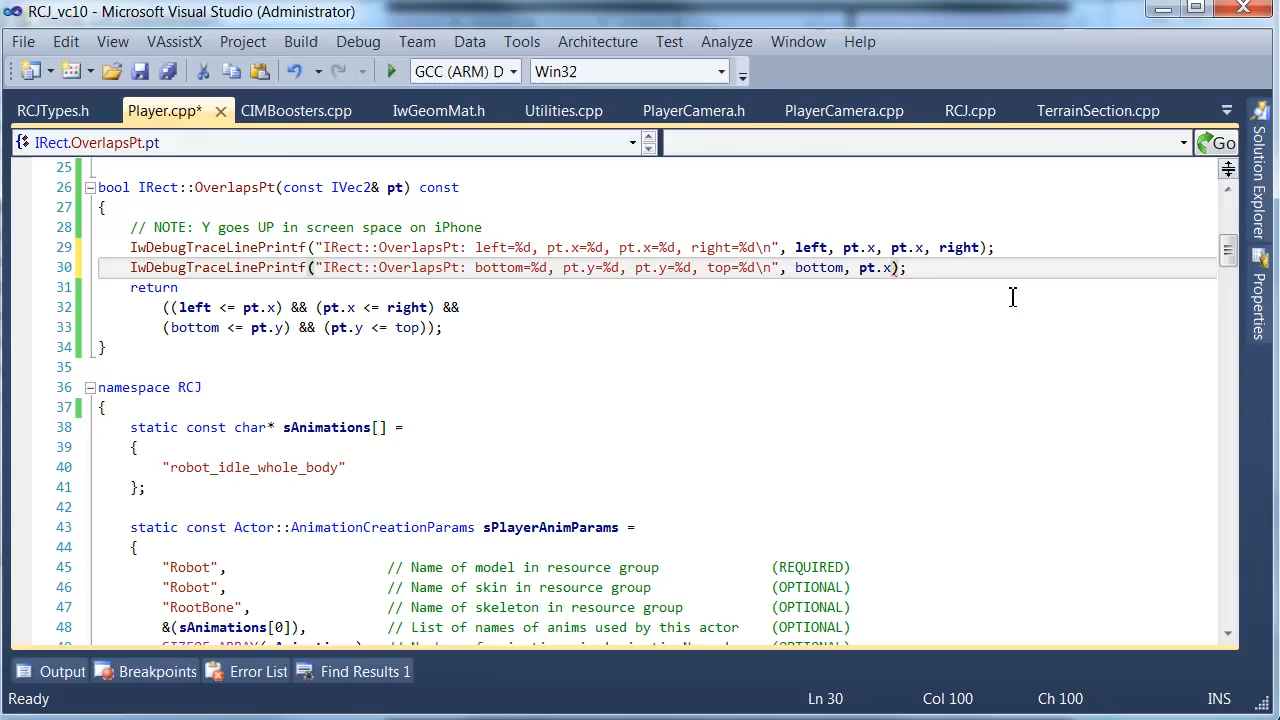 RCJ_vc10 - Microsoft Visual Studio (Administrator)
File Edit View VAssistX Project Build Debug Team Data Tools Architecture Test Analyze Window Help
GCC (ARM) D Win32
RCJTypes.h Player.cpp* CIMBoosters.cpp IwGeomMat.h Utilities.cpp PlayerCamera.h PlayerCamera.cpp RCJ.cpp TerrainSection.cpp
IRect.OverlapsPt.pt Go
25
26 bool IRect::OverlapsPt(const IVec2& pt) const
27 {
28 // NOTE: Y goes UP in screen space on iPhone
29 IwDebugTraceLinePrintf("IRect::OverlapsPt: left=%d, pt.x=%d, pt.x=%d, right=%d\n", left, pt.x, pt.x, right);
30 IwDebugTraceLinePrintf("IRect::OverlapsPt: bottom=%d, pt.y=%d, pt.y=%d, top=%d\n", bottom, pt.x);
31 return
32 ((left <= pt.x) && (pt.x <= right) &&
33 (bottom <= pt.y) && (pt.y <= top));
34 }
35
36 namespace RCJ
37 {
38 static const char* sAnimations[] =
39 {
40 "robot_idle_whole_body"
41 };
42
43 static const Actor::AnimationCreationParams sPlayerAnimParams =
44 {
45 "Robot", // Name of model in resource group (REQUIRED)
46 "Robot", // Name of skin in resource group (OPTIONAL)
47 "RootBone", // Name of skeleton in resource group (OPTIONAL)
48 &(sAnimations[0]), // List of names of anims used by this actor (OPTIONAL)
Solution Explorer
Properties
Output Breakpoints Error List Find Results 1
Ready Ln 30 Col 100 Ch 100 INS